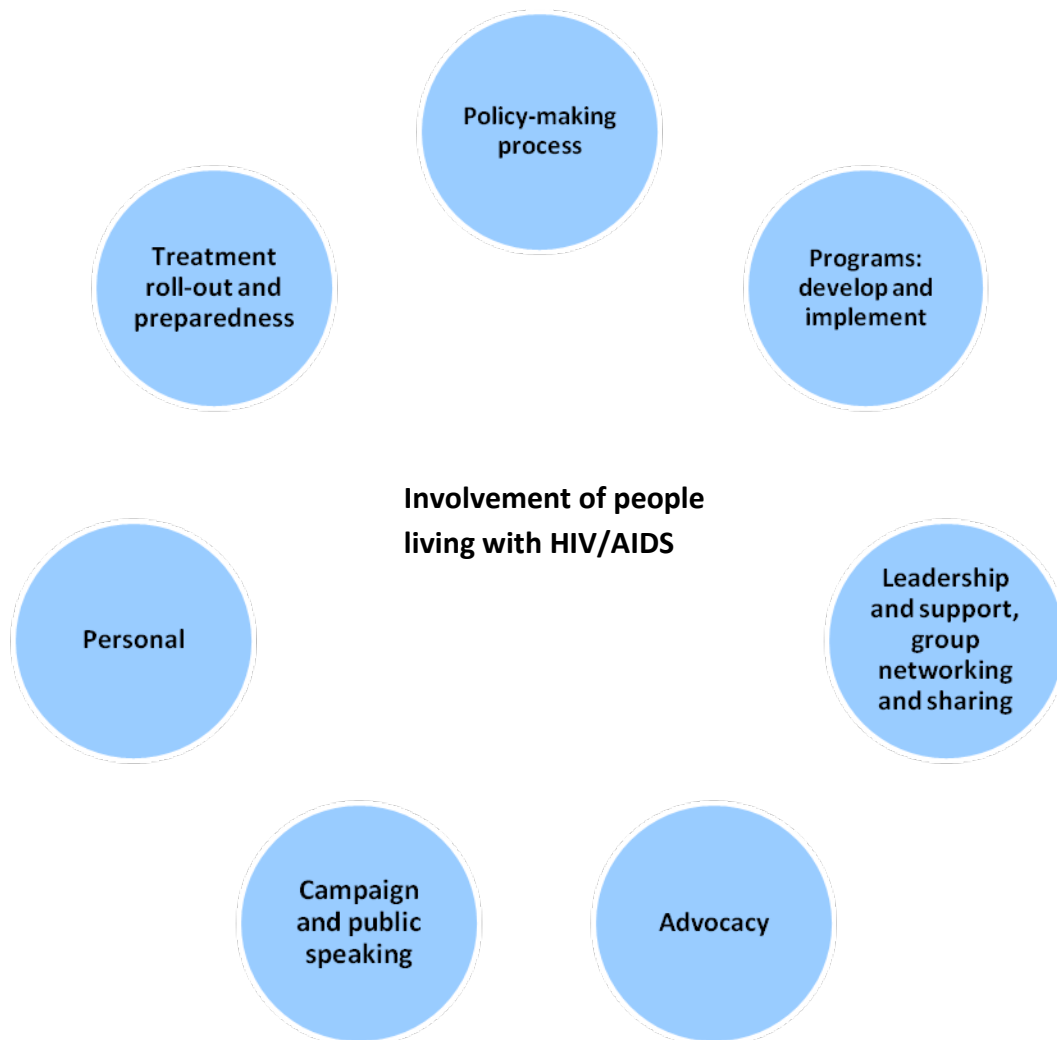 Policy-making
process
Programs:
develop and
implement
Leadership
and support,
group
networking
and sharing
Advocacy
Campaign
and public
speaking
Personal
Treatment
roll-out and
preparedness
Involvement of people
living with HIV/AIDS